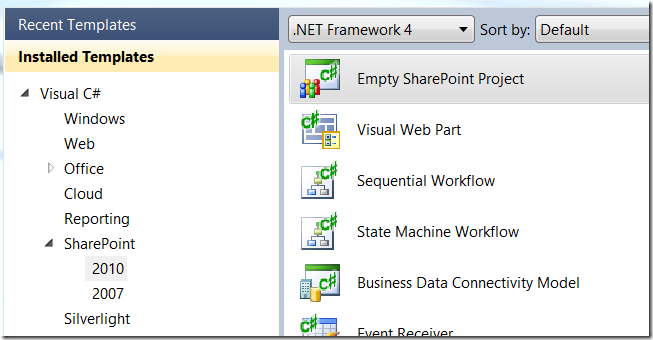 Recent Templates
Installed Templates
Visual C#
Windows
Web
Office
Cloud
Reporting
SharePoint
2010
2007
Silverlight
.NET Framework 4 Sort by: Default
Empty SharePoint Project
C# Visual Web Part
C# Sequential Workflow
C# State Machine Workflow
C# Business Data Connectivity Model
C# Event Receiver